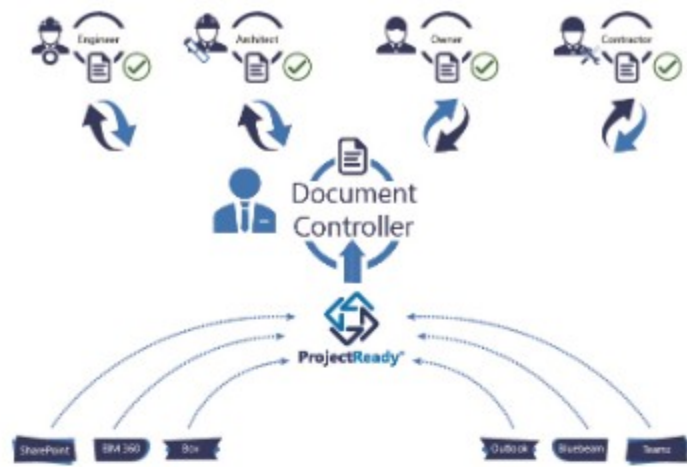 Engineer
Architect
Owner
Contractor
Document
Controller
ProjectReady®
SharePoint
BIM 360
Box
Outlook
Bluebeam
Teams